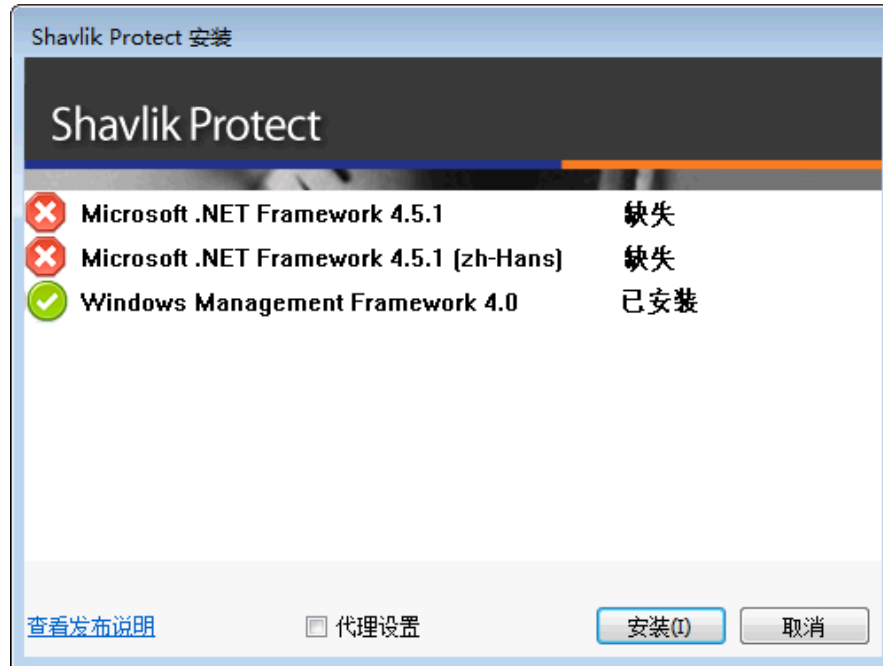 Shavlik Protect 安装
Shavlik Protect
Microsoft .NET Framework 4.5.1 缺失
Microsoft .NET Framework 4.5.1 (zh-Hans) 缺失
Windows Management Framework 4.0 已安装
查看发布说明 代理设置 安装(I) 取消